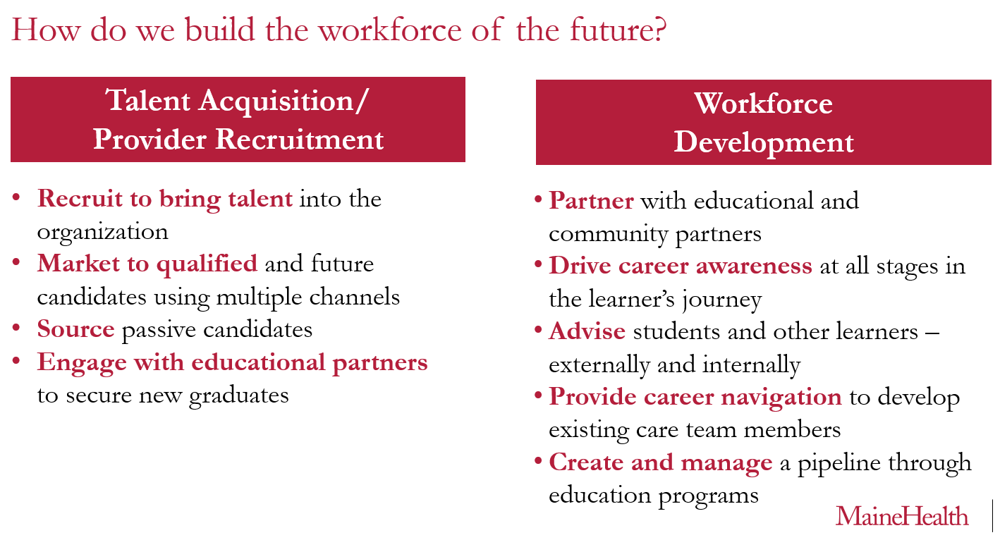 How do we build the workforce of the future?
Talent Acquisition/
Provider Recruitment
• Recruit to bring talent into the
organization
• Market to qualified and future
candidates using multiple channels
• Source passive candidates
• Engage with educational partners
to secure new graduates
Workforce
Development
• Partner with educational and
community partners
• Drive career awareness at all stages in
the learner’s journey
• Advise students and other learners –
externally and internally
• Provide career navigation to develop
existing care team members
• Create and manage a pipeline through
education programs
MaineHealth